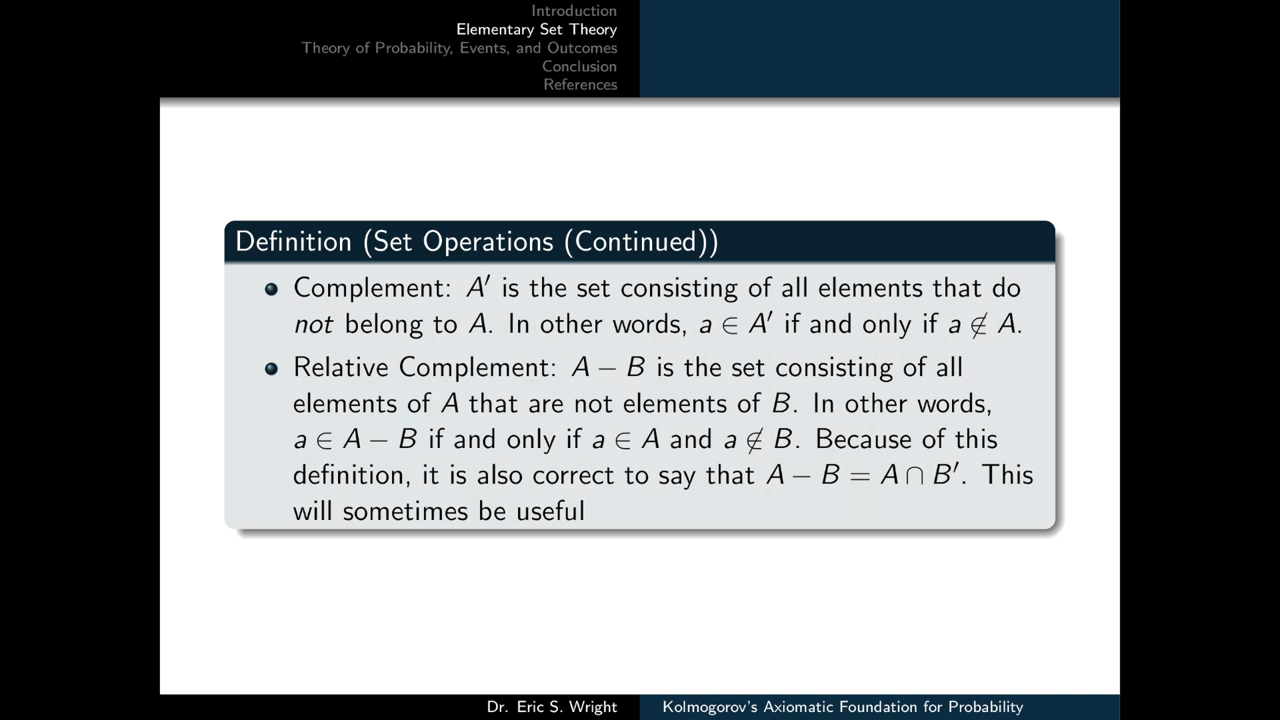 Introduction
Elementary Set Theory
Theory of Probability, Events, and Outcomes
Conclusion
References
Definition (Set Operations (Continued))
Complement: A′ is the set consisting of all elements that do
not belong to A. In other words, a ∈ A′ if and only if a ∉ A.
Relative Complement: A − B is the set consisting of all
elements of A that are not elements of B. In other words,
a ∈ A − B if and only if a ∈ A and a ∉ B. Because of this
definition, it is also correct to say that A − B = A ∩ B′. This
will sometimes be useful
Dr. Eric S. Wright
Kolmogorov's Axiomatic Foundation for Probability